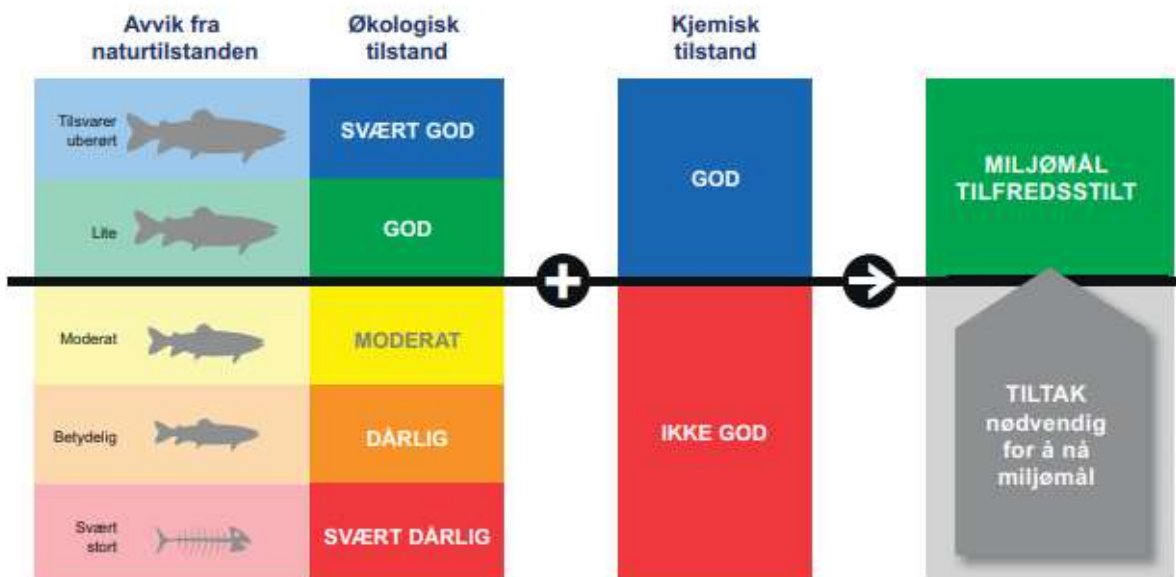 Avvik fra
naturtilstanden
Økologisk
tilstand
Kjemisk
tilstand
Tilsvarer
uberørt
SVÆRT GOD
Lite
GOD
GOD
MILJØMÅL
TILFREDSSTILT
Moderat
MODERAT
Betydelig
DÅRLIG
IKKE GOD
TILTAK
nødvendig
for å nå
miljømål
Svært
stort
SVÆRT DÅRLIG